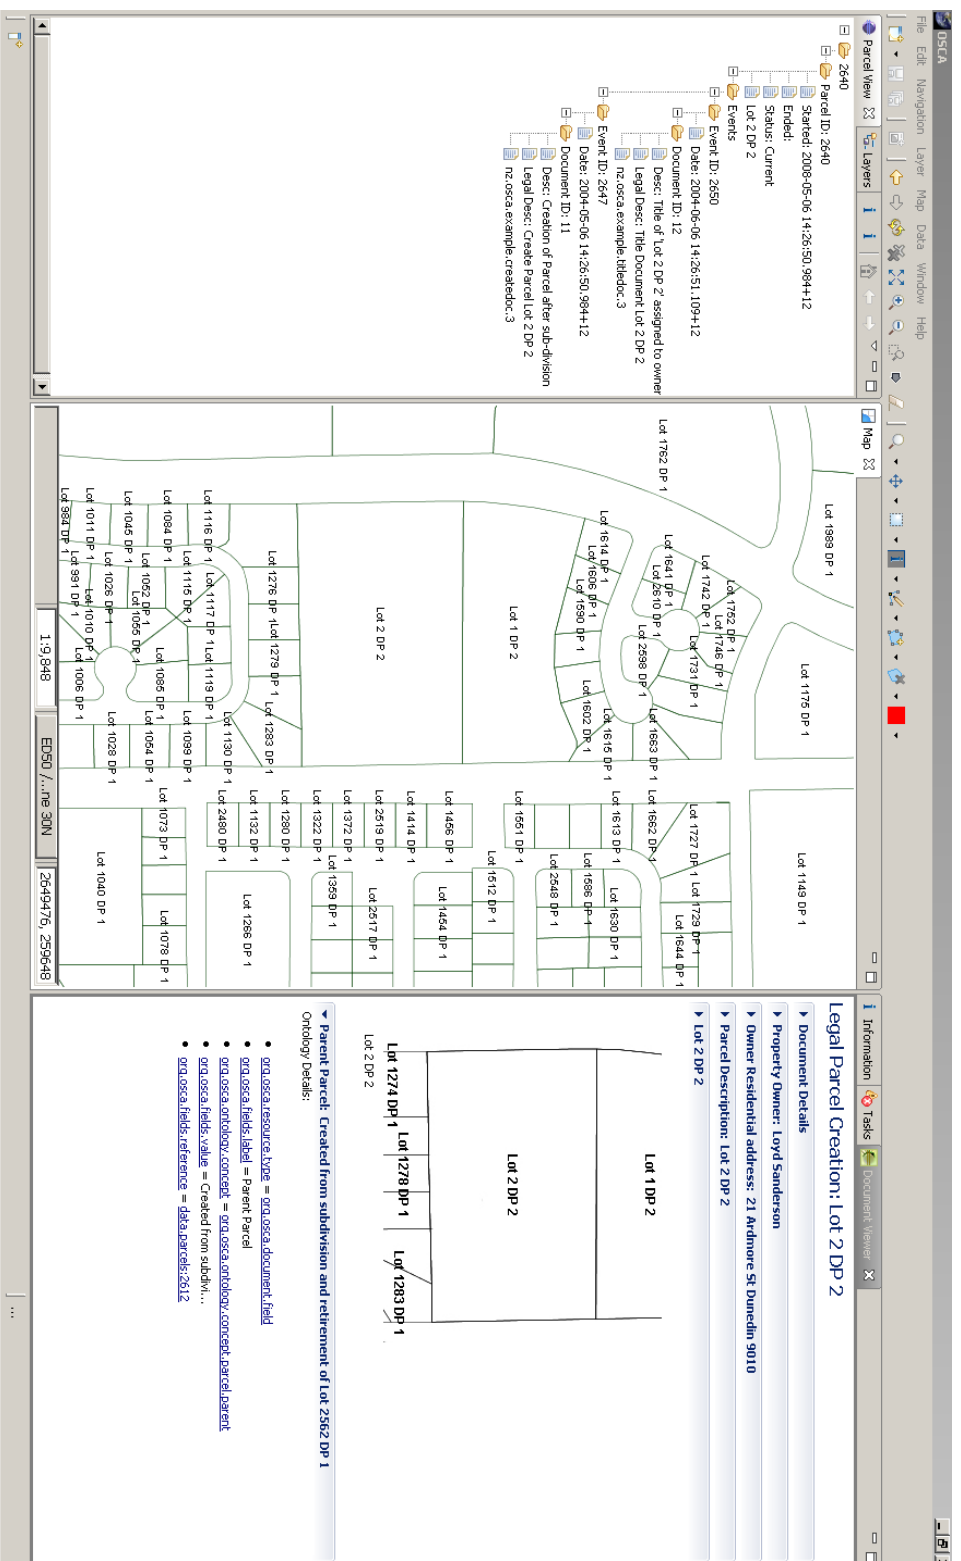 OSCA
File Edit Navigation Layer Map Data Window Help
Parcel View
Layers
2640
Parcel ID: 2640
Started: 2008-05-06 14:26:50.984+12
Ended:
Status: Current
Lot 2 DP 2
Events
Event ID: 2650
Date: 2004-06-06 14:26:51.109+12
Document ID: 12
Desc: Title of 'Lot 2 DP 2' assigned to owner
Legal Desc: Title Document Lot 2 DP 2
nz.osca.example.titledoc.3
Event ID: 2647
Date: 2004-05-06 14:26:50.984+12
Document ID: 11
Desc: Creation of Parcel after sub-division
Legal Desc: Create Parcel Lot 2 DP 2
nz.osca.example.createdoc.3
Map
Lot 1989 DP 1
Lot 1175 DP 1
Lot 1149 DP 1
Lot 1762 DP 1
Lot 1752 DP 1
Lot 1746 DP 1
Lot 1742 DP 1
Lot 1731 DP 1
Lot 1727 DP 1
Lot 1729 DP 1
Lot 1641 DP 1
Lot 2610 DP 1
Lot 2598 DP 1
Lot 1663 DP 1
Lot 1662 DP 1
Lot 1644 DP 1
Lot 1614 DP 1
Lot 1606 DP 1
Lot 1590 DP 1
Lot 1602 DP 1
Lot 1615 DP 1
Lot 1613 DP 1
Lot 1630 DP 1
Lot 1586 DP 1
Lot 2548 DP 1
Lot 1 DP 2
Lot 1551 DP 1
Lot 1512 DP 1
Lot 1456 DP 1
Lot 1454 DP 1
Lot 1414 DP 1
Lot 2 DP 2
Lot 2519 DP 1
Lot 2517 DP 1
Lot 1372 DP 1
Lot 1359 DP 1
Lot 1322 DP 1
Lot 1276 DP 1
Lot 1279 DP 1
Lot 1283 DP 1
Lot 1280 DP 1
Lot 1132 DP 1
Lot 1266 DP 1
Lot 2480 DP 1
Lot 1116 DP 1
Lot 1117 DP 1
Lot 1119 DP 1
Lot 1130 DP 1
Lot 1115 DP 1
Lot 1099 DP 1
Lot 1084 DP 1
Lot 1085 DP 1
Lot 1073 DP 1
Lot 1078 DP 1
Lot 1052 DP 1
Lot 1055 DP 1
Lot 1054 DP 1
Lot 1045 DP 1
Lot 1026 DP 1
Lot 1028 DP 1
Lot 1040 DP 1
Lot 1011 DP 1
Lot 1010 DP 1
Lot 991 DP 1
Lot 1006 DP 1
Lot 984 DP 1
1:9,848
ED50 /...ne 30N
2649476, 259648
Information
Tasks
Document Viewer
Legal Parcel Creation: Lot 2 DP 2
Document Details
Property Owner: Loyd Sanderson
Owner Residential address: 21 Ardmore St Dunedin 9010
Parcel Description: Lot 2 DP 2
Lot 2 DP 2
Lot 1 DP 2
Lot 2 DP 2
Lot 1274 DP 1
Lot 1278 DP 1
Lot 1283 DP 1
Lot 2 DP 2
Parent Parcel: Created from subdivision and retirement of Lot 2562 DP 1
Ontology Details:
• org.osca.resource.type = org.osca.document.field
• org.osca.fields.label = Parent Parcel
• org.osca.ontology.concept = org.osca.ontology.concept.parcel.parent
• org.osca.fields.value = Created from subdivi...
• org.osca.fields.reference = data.parcels:2612